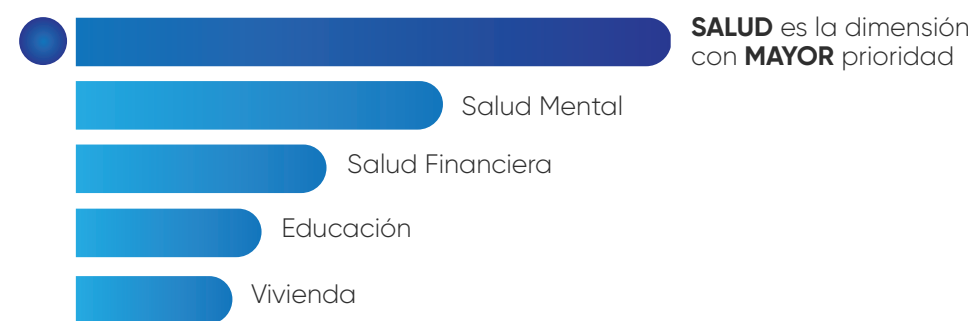 SALUD es la dimensión
con MAYOR prioridad
Salud Mental
Salud Financiera
Educación
Vivienda